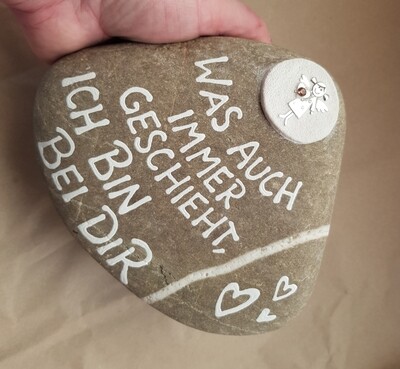 WAS AUCH
IMMER
GESCHIEHT,
ICH BIN
BEI DIR